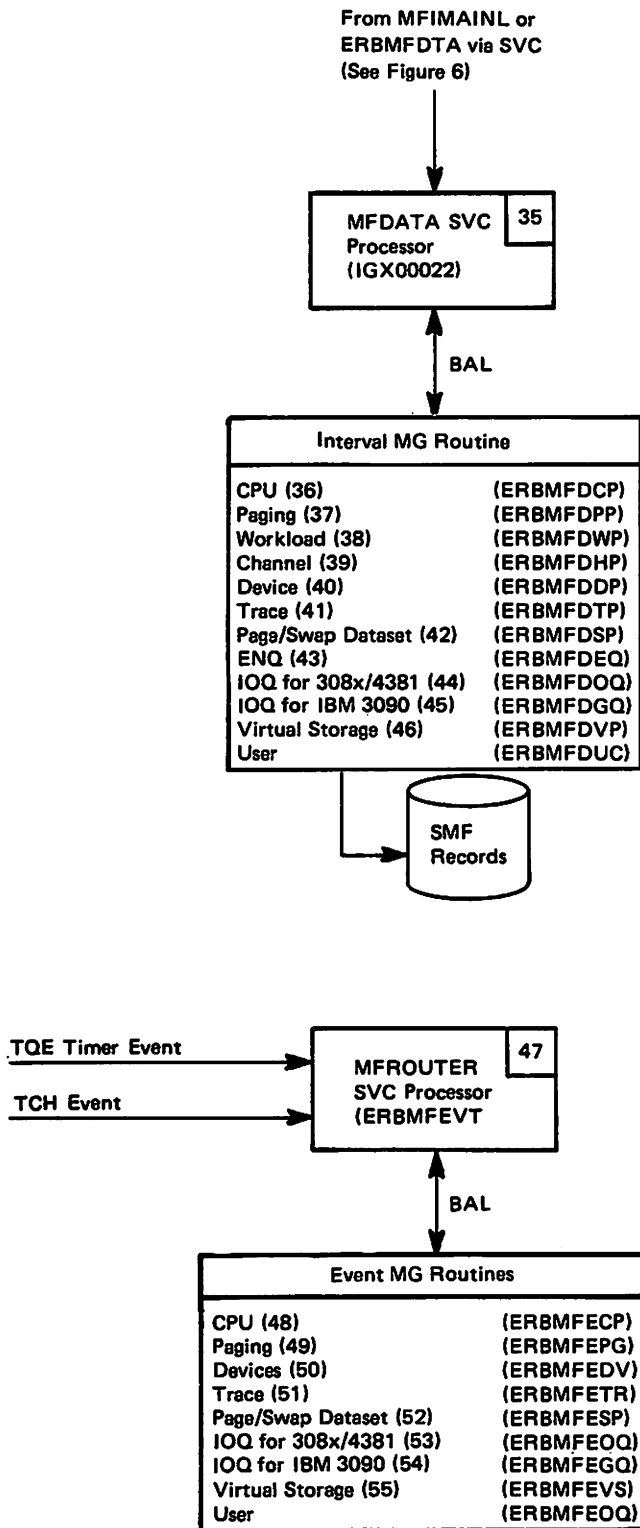 From MFIMAINL or
ERBMFDTA via SVC
(See Figure 6)
MFDATA SVC
Processor
(IGX00022)
35
BAL
Interval MG Routine
CPU (36) (ERBMFDCP)
Paging (37) (ERBMFDPP)
Workload (38) (ERBMFDWP)
Channel (39) (ERBMFDHP)
Device (40) (ERBMFDDP)
Trace (41) (ERBMFDTP)
Page/Swap Dataset (42) (ERBMFDSP)
ENQ (43) (ERBMFDEQ)
IOQ for 308x/4381 (44) (ERBMFDOQ)
IOQ for IBM 3090 (45) (ERBMFDGQ)
Virtual Storage (46) (ERBMFDVP)
User (ERBMFDUC)
SMF
Records
TQE Timer Event
TCH Event
MFROUTER
SVC Processor
(ERBMFEVT
47
BAL
Event MG Routines
CPU (48) (ERBMFECP)
Paging (49) (ERBMFEPG)
Devices (50) (ERBMFEDV)
Trace (51) (ERBMFETR)
Page/Swap Dataset (52) (ERBMFESP)
IOQ for 308x/4381 (53) (ERBMFEOQ)
IOQ for IBM 3090 (54) (ERBMFEGQ)
Virtual Storage (55) (ERBMFEVS)
User (ERBMFEOQ)